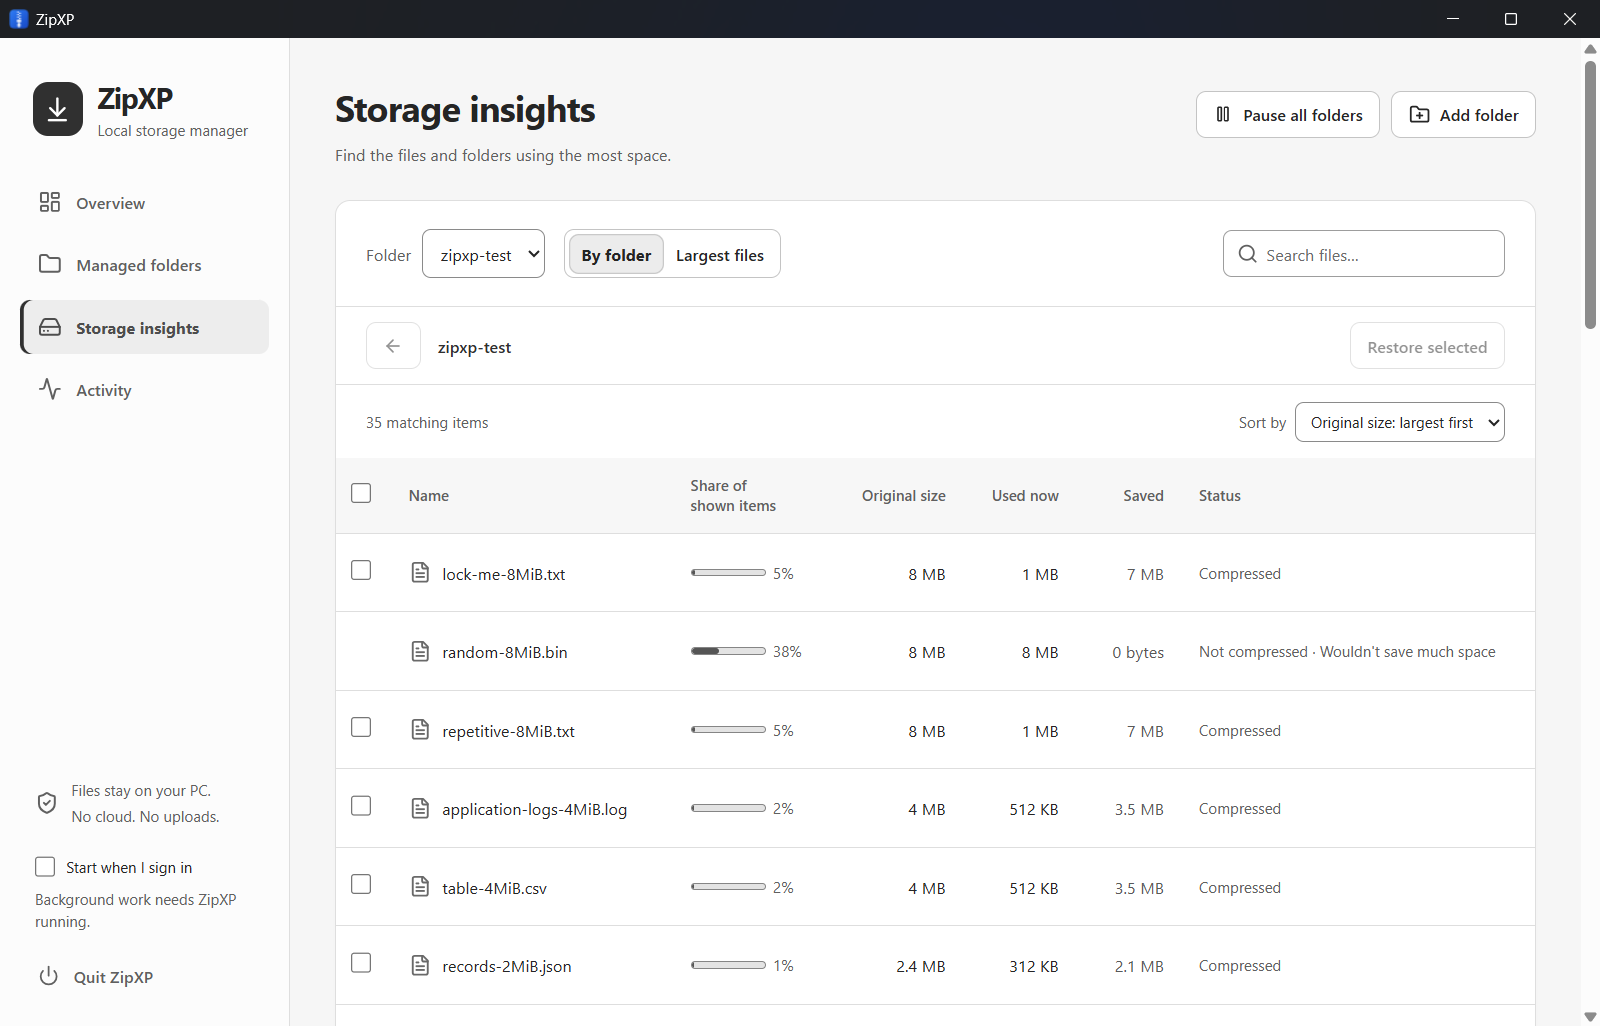 ZipXP
ZipXP
Local storage manager
Overview
Managed folders
Storage insights
Activity
Files stay on your PC.
No cloud. No uploads.
Start when I sign in
Background work needs ZipXP
running.
Quit ZipXP
Storage insights
Find the files and folders using the most space.
Pause all folders
Add folder
Folder
zipxp-test
By folder
Largest files
Search files...
zipxp-test
Restore selected
35 matching items
Sort by
Original size: largest first
Name
Share of
shown items
Original size
Used now
Saved
Status
lock-me-8MiB.txt 5% 8 MB 1 MB 7 MB Compressed
random-8MiB.bin 38% 8 MB 8 MB 0 bytes Not compressed · Wouldn't save much space
repetitive-8MiB.txt 5% 8 MB 1 MB 7 MB Compressed
application-logs-4MiB.log 2% 4 MB 512 KB 3.5 MB Compressed
table-4MiB.csv 2% 4 MB 512 KB 3.5 MB Compressed
records-2MiB.json 1% 2.4 MB 312 KB 2.1 MB Compressed